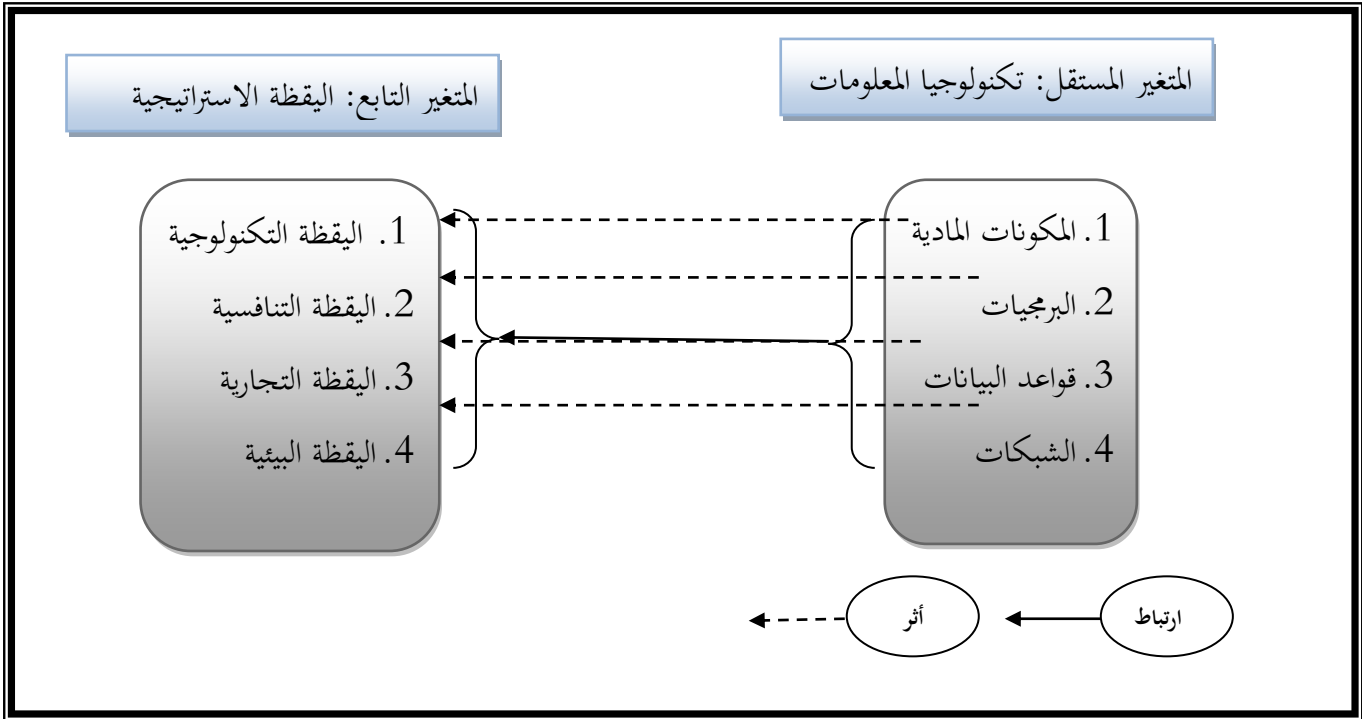 المتغير المستقل: تكنولوجيا المعلومات
المتغير التابع: اليقظة الاستراتيجية
1. المكونات المادية
2. البرمجيات
3. قواعد البيانات
4. الشبكات
1. اليقظة التكنولوجية
2. اليقظة التنافسية
3. اليقظة التجارية
4. اليقظة البيئية
ارتباط
أثر